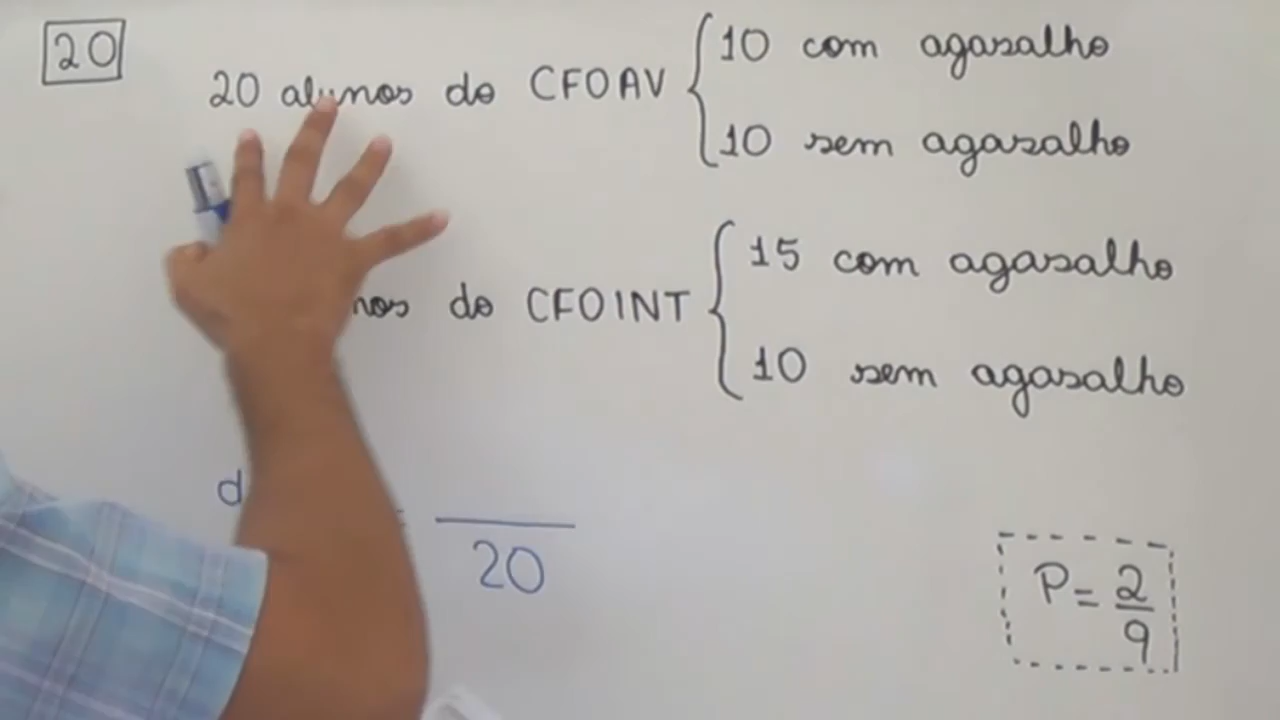 20
20 alunos do CFOAV
10 com agasalho
10 sem agasalho
do CFOINT
15 com agasalho
10 sem agasalho
20
P = 2/9